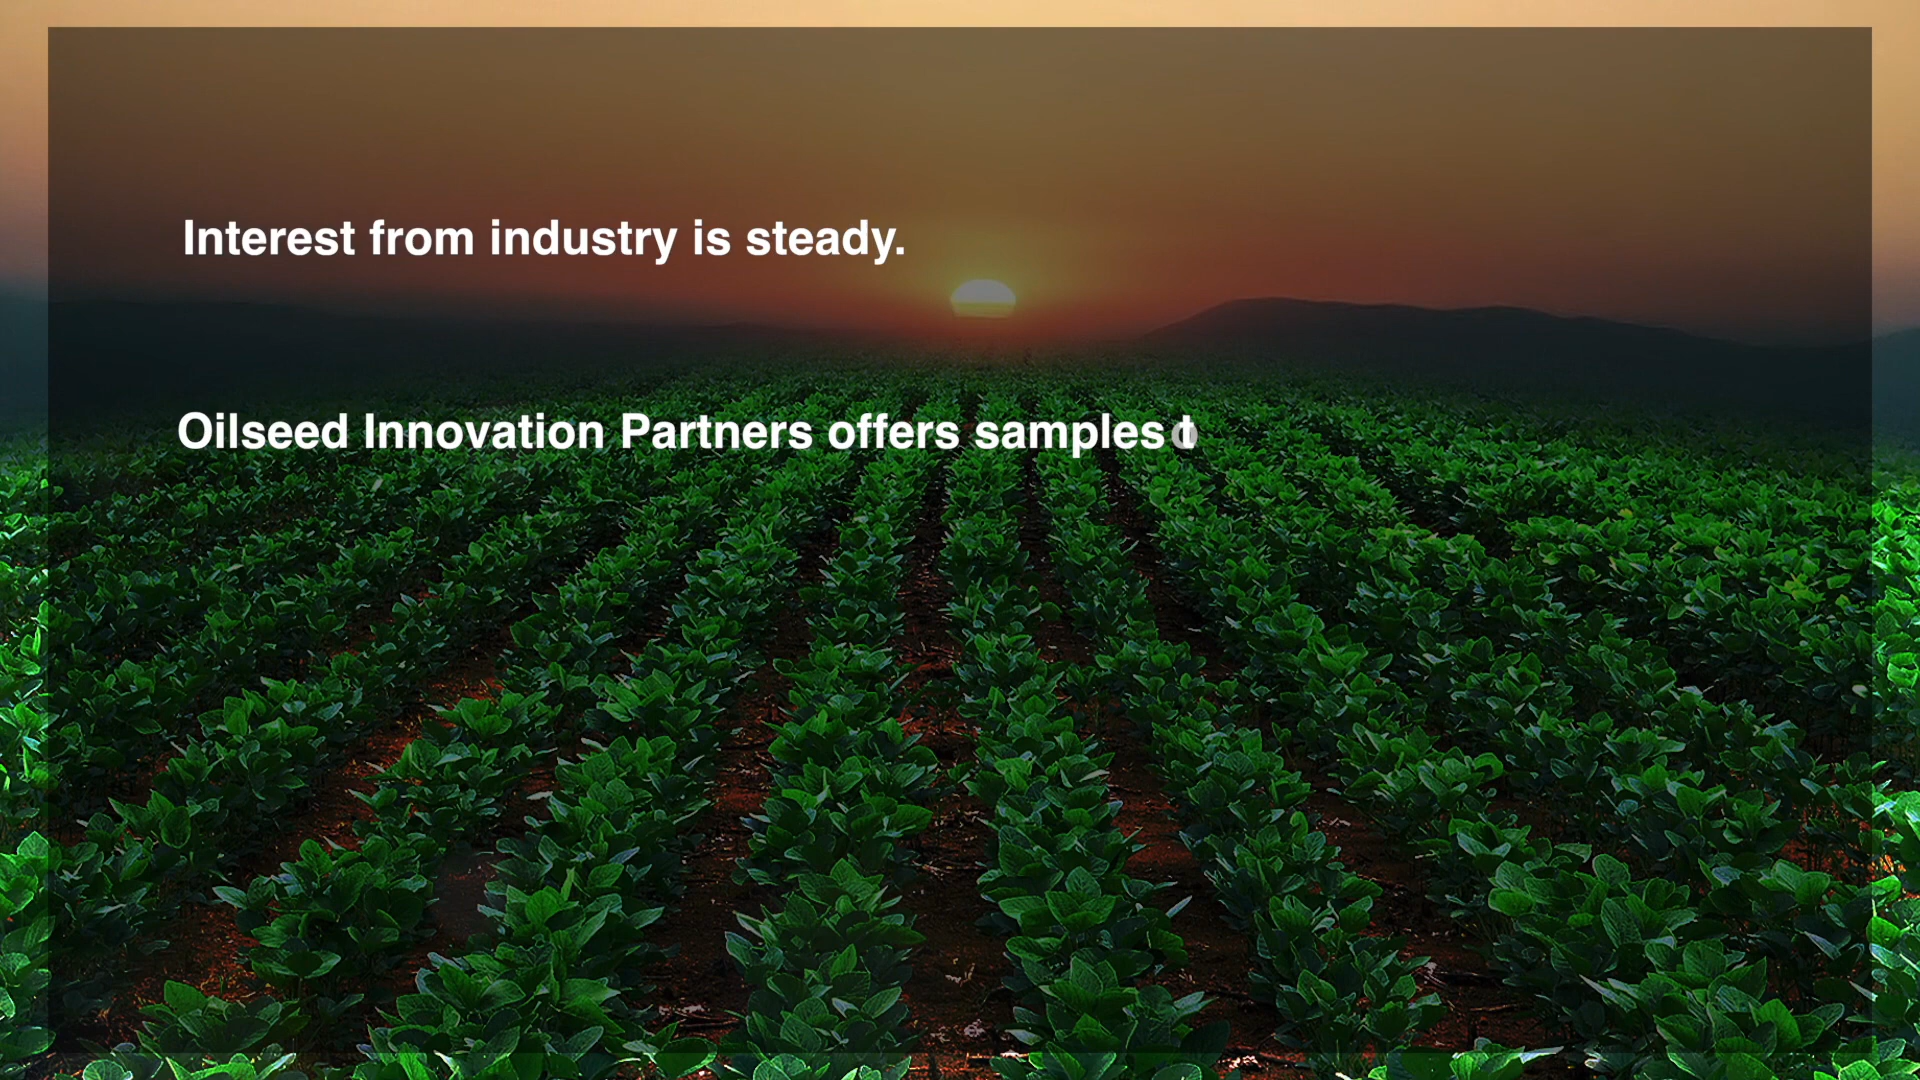 Interest from industry is steady.
Oilseed Innovation Partners offers samples